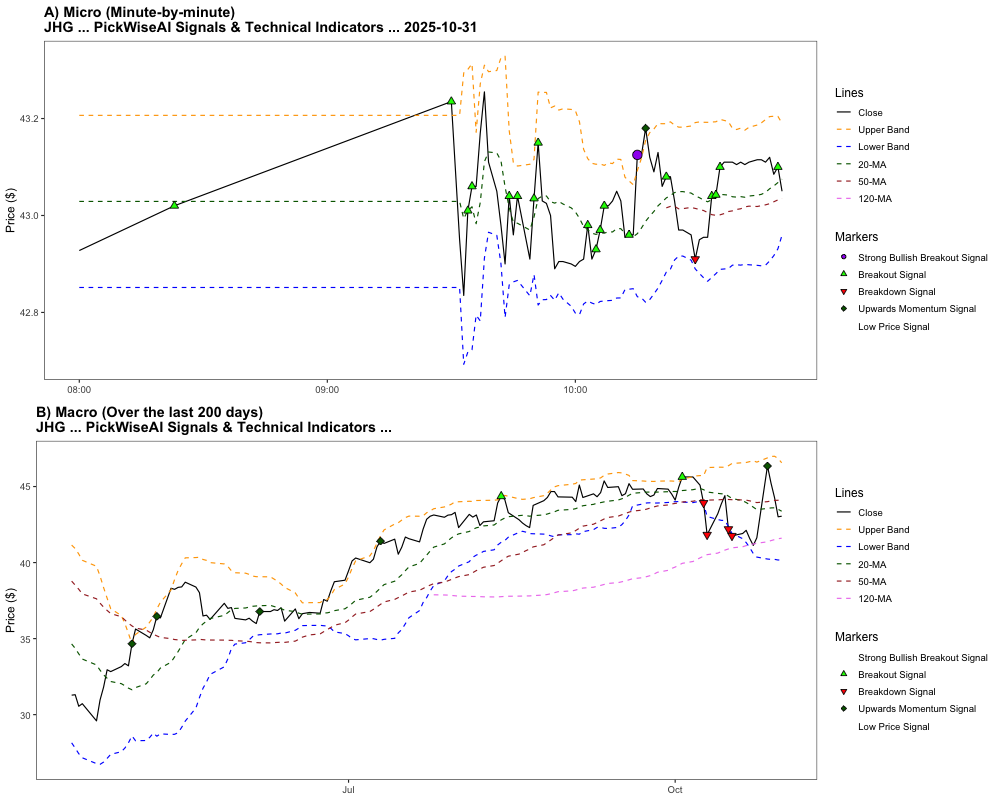 A) Micro (Minute-by-minute)
JHG ... PickWiseAI Signals & Technical Indicators ... 2025-10-31
Price ($)
43.2
43.0
42.8
08:00
09:00
10:00
Lines
Close
Upper Band
Lower Band
20-MA
50-MA
120-MA
Markers
Strong Bullish Breakout Signal
Breakout Signal
Breakdown Signal
Upwards Momentum Signal
Low Price Signal
B) Macro (Over the last 200 days)
JHG ... PickWiseAI Signals & Technical Indicators ...
Price ($)
45
40
35
30
Jul
Oct
Lines
Close
Upper Band
Lower Band
20-MA
50-MA
120-MA
Markers
Strong Bullish Breakout Signal
Breakout Signal
Breakdown Signal
Upwards Momentum Signal
Low Price Signal